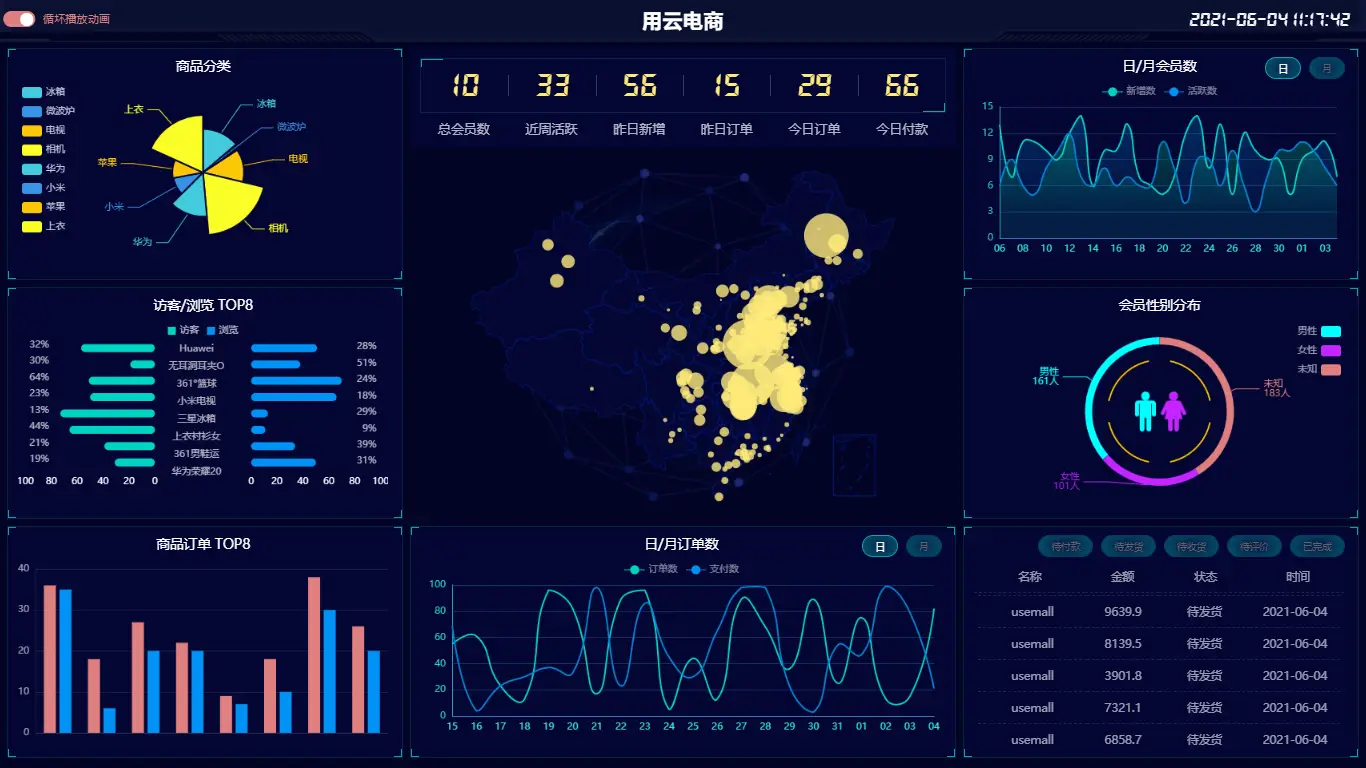 循环播放动画
用云电商
2021-06-04 11:17:42
商品分类
冰箱
微波炉
电视
相机
华为
小米
苹果
上衣
上衣
冰箱
微波炉
苹果
电视
小米
相机
华为
10 33 56 15 29 66
总会员数 近周活跃 昨日新增 昨日订单 今日订单 今日付款
日/月会员数
日 月
新增数 活跃数
15
12
9
6
3
0
06 08 10 12 14 16 18 20 22 24 26 28 30 01 03
访客/浏览 TOP8
访客 浏览
32% Huawei 28%
30% 无耳洞耳夹O 51%
64% 361°篮球 24%
23% 小米电视 18%
13% 三星冰箱 29%
44% 上衣衬衫女 9%
21% 361男鞋运 39%
19% 华为荣耀20 31%
100 80 60 40 20 0 0 20 40 60 80 100
会员性别分布
男性
女性
未知
男性
161人
未知
183人
女性
101人
商品订单 TOP8
40
30
20
10
0
日/月订单数
日 月
订单数 支付数
100
80
60
40
20
0
15 16 17 18 19 20 21 22 23 24 25 26 27 28 29 30 31 01 02 03 04
待付款 待发货 待收货 待评价 已完成
名称 金额 状态 时间
usemall 9639.9 待发货 2021-06-04
usemall 8139.5 待发货 2021-06-04
usemall 3901.8 待发货 2021-06-04
usemall 7321.1 待发货 2021-06-04
usemall 6858.7 待发货 2021-06-04